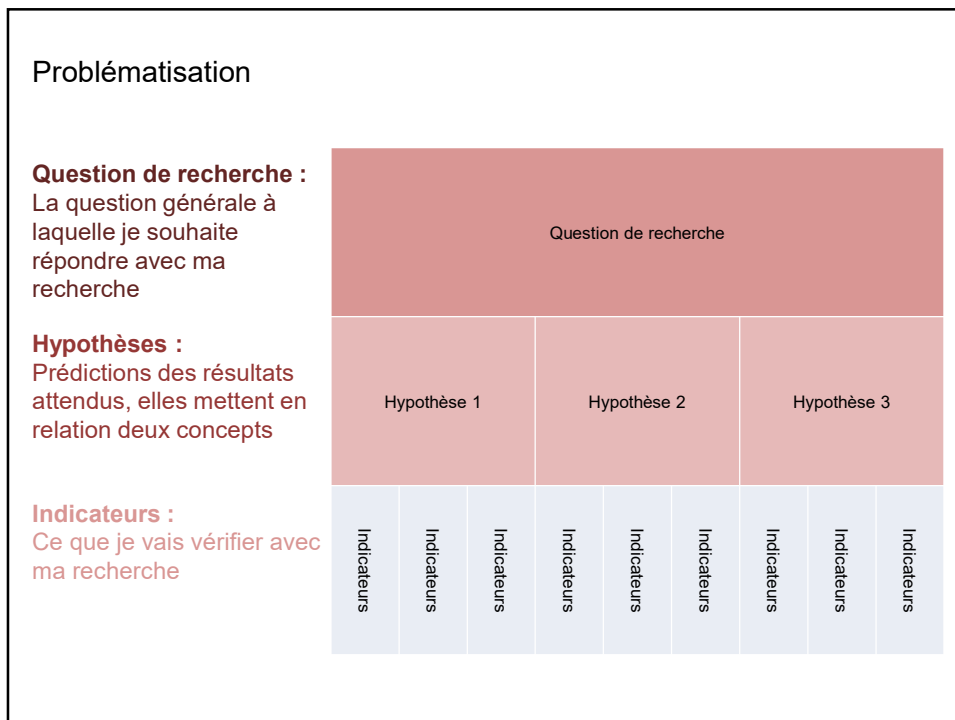 Problématisation
Question de recherche :
La question générale à
laquelle je souhaite
répondre avec ma
recherche
Question de recherche
Hypothèses :
Prédictions des résultats
attendus, elles mettent en
relation deux concepts
Hypothèse 1
Hypothèse 2
Hypothèse 3
Indicateurs :
Ce que je vais vérifier avec
ma recherche
Indicateurs
Indicateurs
Indicateurs
Indicateurs
Indicateurs
Indicateurs
Indicateurs
Indicateurs
Indicateurs